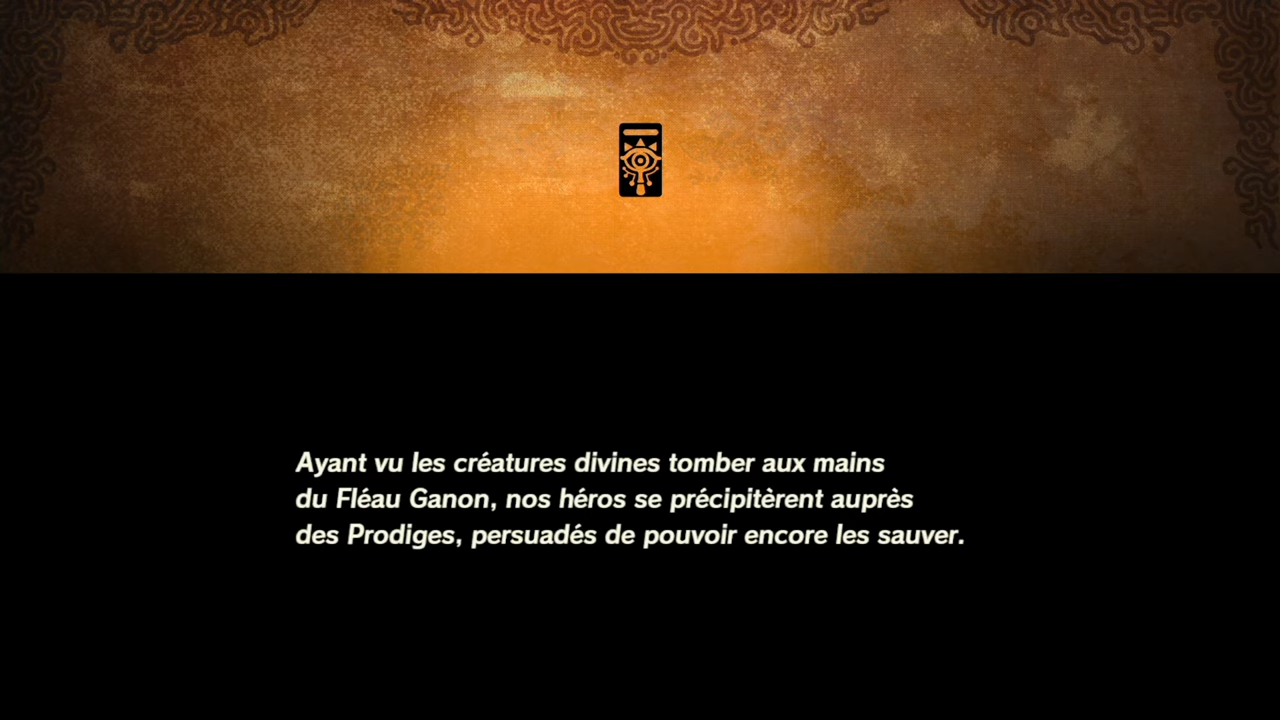 Ayant vu les créatures divines tomber aux mains
du Fléau Ganon, nos héros se précipitèrent auprès
des Prodiges, persuadés de pouvoir encore les sauver.